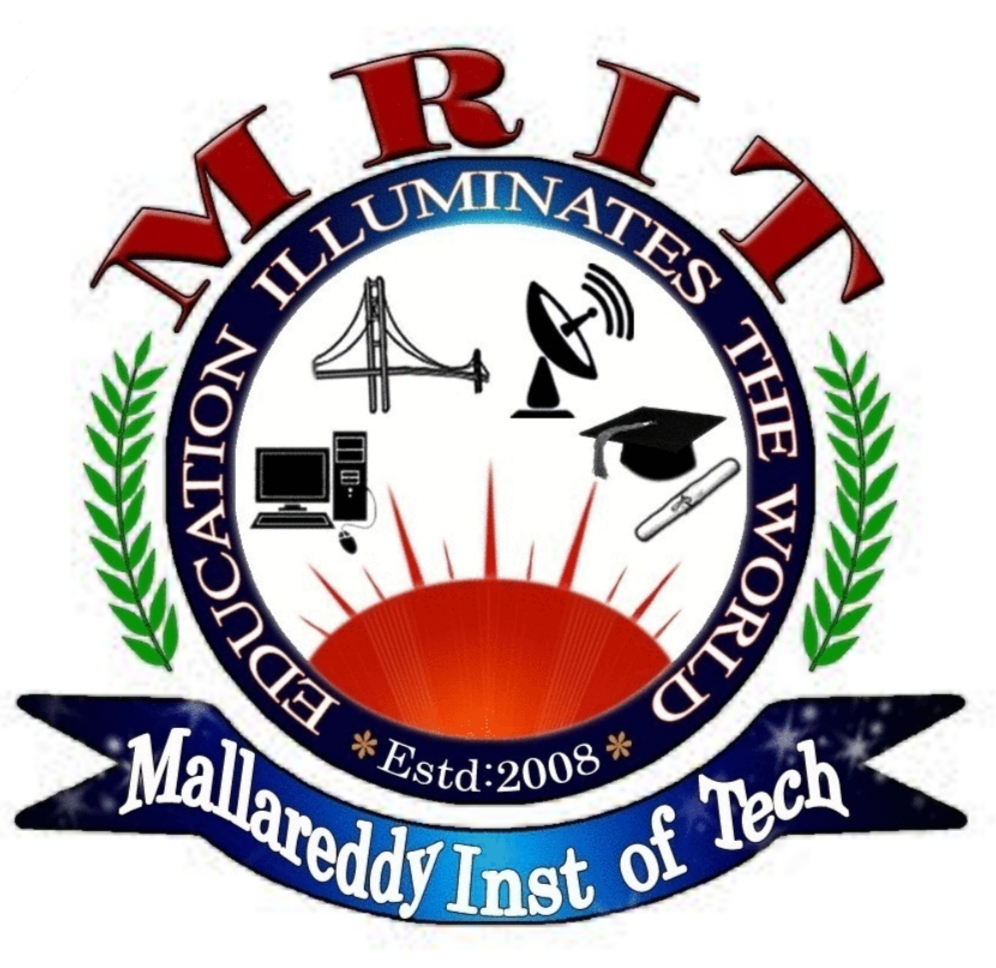 MRIT
EDUCATION ILLUMINATES THE WORLD
* Estd:2008 *
Mallareddy Inst of Tech